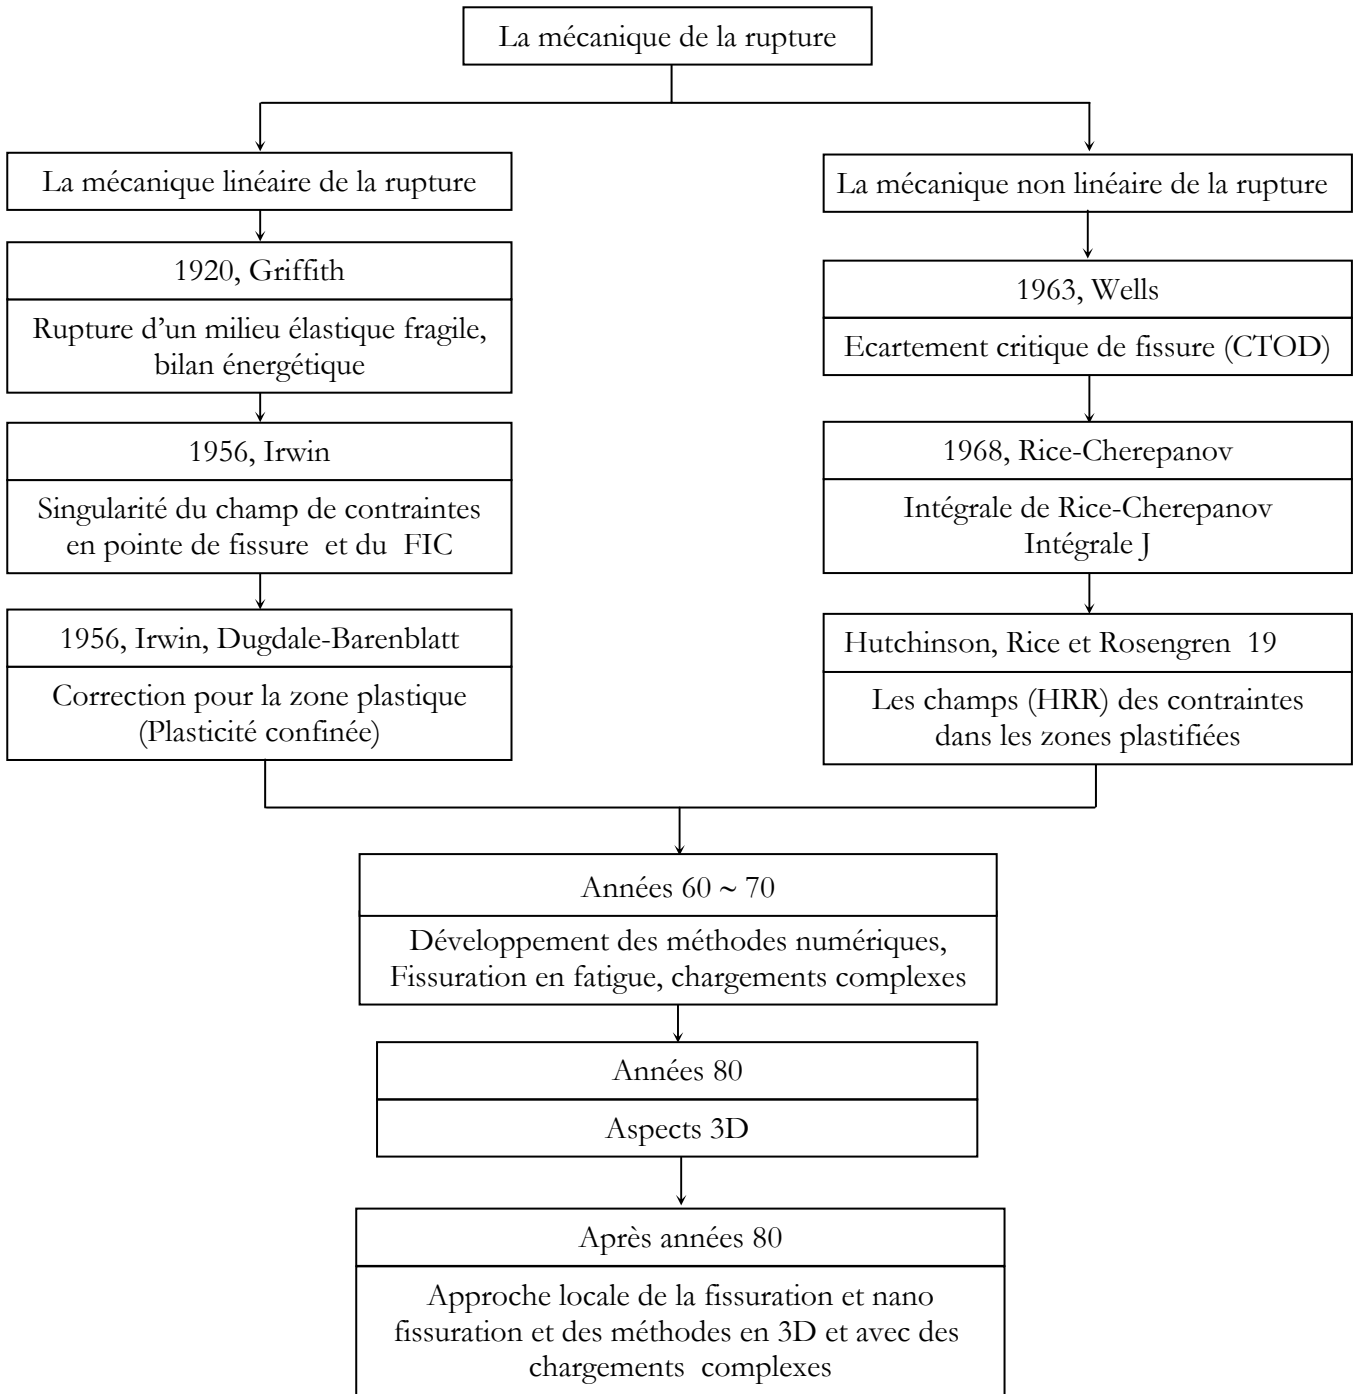 La mécanique de la rupture
La mécanique linéaire de la rupture
1920, Griffith
Rupture d’un milieu élastique fragile,
bilan énergétique
1956, Irwin
Singularité du champ de contraintes
en pointe de fissure et du FIC
1956, Irwin, Dugdale-Barenblatt
Correction pour la zone plastique
(Plasticité confinée)
La mécanique non linéaire de la rupture
1963, Wells
Ecartement critique de fissure (CTOD)
1968, Rice-Cherepanov
Intégrale de Rice-Cherepanov
Intégrale J
Hutchinson, Rice et Rosengren 19
Les champs (HRR) des contraintes
dans les zones plastifiées
Années 60 ~ 70
Développement des méthodes numériques,
Fissuration en fatigue, chargements complexes
Années 80
Aspects 3D
Après années 80
Approche locale de la fissuration et nano
fissuration et des méthodes en 3D et avec des
chargements complexes